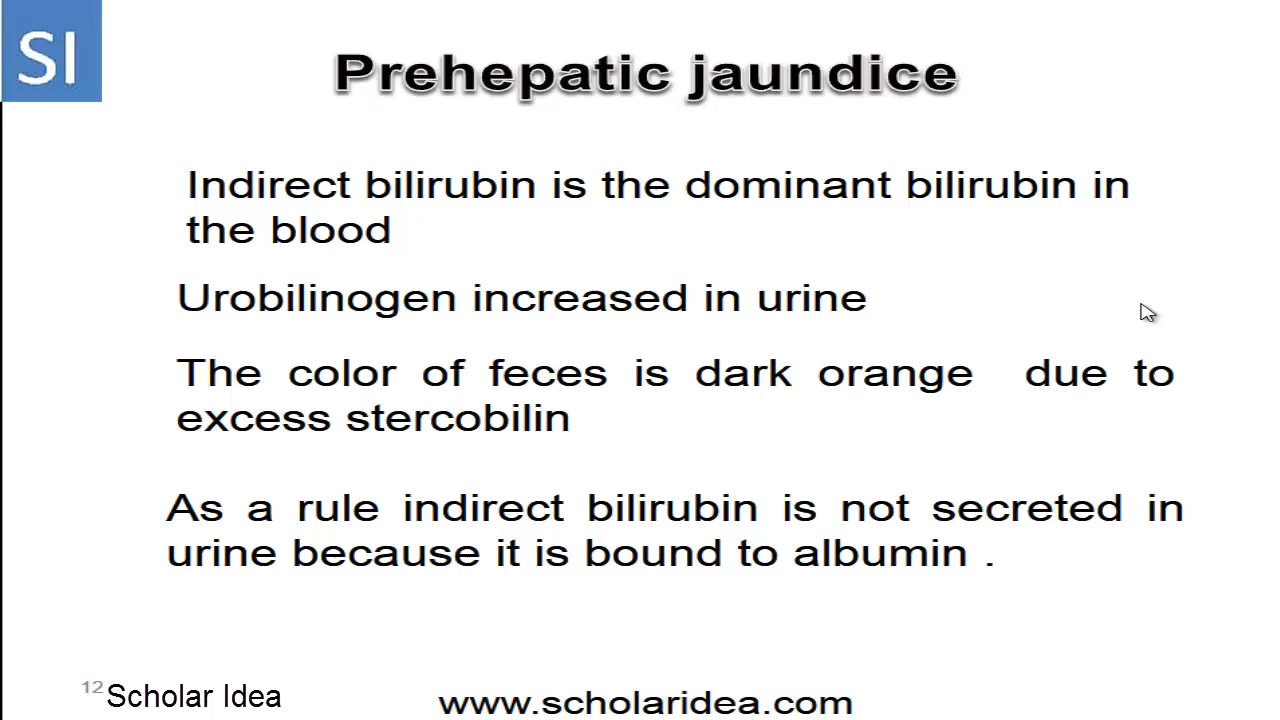 SI
Prehepatic jaundice
Indirect bilirubin is the dominant bilirubin in
the blood
Urobilinogen increased in urine
The color of feces is dark orange due to
excess stercobilin
As a rule indirect bilirubin is not secreted in
urine because it is bound to albumin .
12 Scholar Idea
www.scholaridea.com